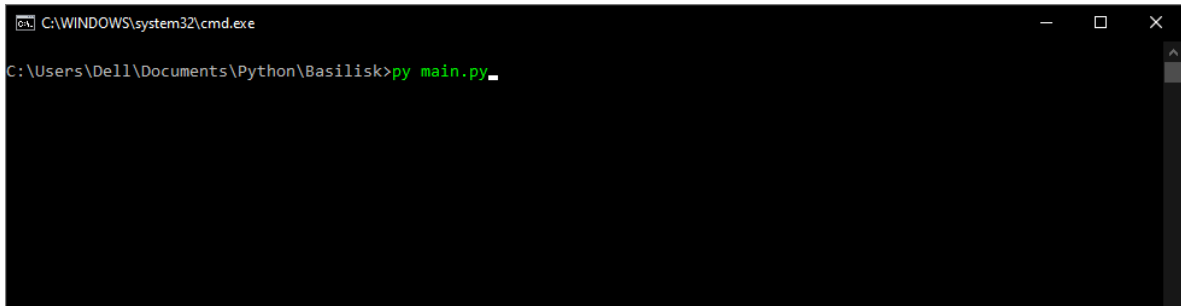 C:\WINDOWS\system32\cmd.exe
C:\Users\Dell\Documents\Python\Basilisk>py main.py